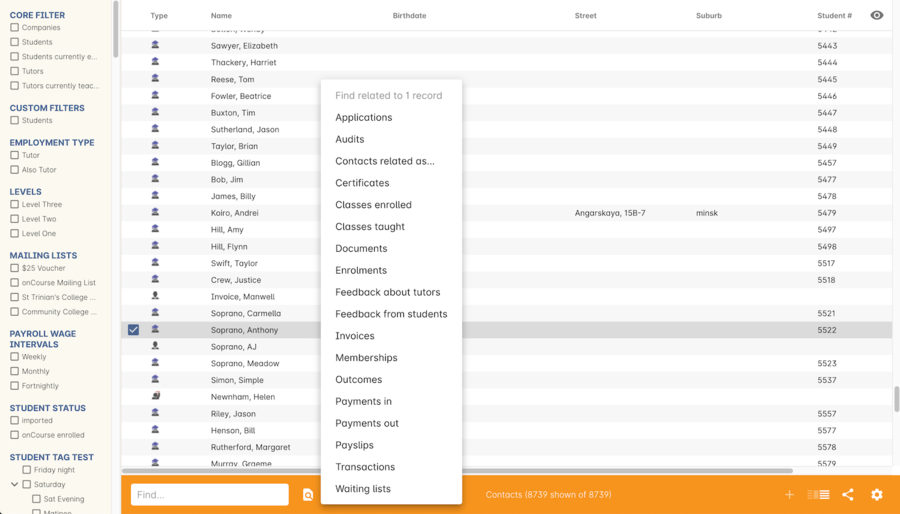 CORE FILTER
Companies
Students
Students currently e...
Tutors
Tutors currently teac...
CUSTOM FILTERS
Students
EMPLOYMENT TYPE
Tutor
Also Tutor
LEVELS
Level Three
Level Two
Level One
MAILING LISTS
$25 Voucher
onCourse Mailing List
St Trinian's College ...
Community College ...
PAYROLL WAGE
INTERVALS
Weekly
Monthly
Fortnightly
STUDENT STATUS
imported
onCourse enrolled
STUDENT TAG TEST
Friday night
Saturday
Sat Evening
Matinee
Type Name Birthdate Street Suburb Student #
Sawyer, Elizabeth 5443
Thackery, Harriet 5444
Reese, Tom 5445
Fowler, Beatrice 5446
Buxton, Tim 5447
Sutherland, Jason 5448
Taylor, Brian 5449
Blogg, Gillian 5457
Bob, Jim 5477
James, Billy 5478
Koiro, Andrei Angarskaya, 15B-7 minsk 5479
Hill, Amy 5497
Hill, Flynn 5498
Swift, Taylor 5517
Crew, Justice 5518
Invoice, Manwell
Soprano, Carmella 5521
Soprano, Anthony 5522
Soprano, AJ
Soprano, Meadow 5523
Simon, Simple 5537
Newnham, Helen
Riley, Jason 5557
Henson, Bill 5577
Rutherford, Margaret 5578
Murray, Graeme 5579
Find related to 1 record
Applications
Audits
Contacts related as...
Certificates
Classes enrolled
Classes taught
Documents
Enrolments
Feedback about tutors
Feedback from students
Invoices
Memberships
Outcomes
Payments in
Payments out
Payslips
Transactions
Waiting lists
Find...
Contacts (8739 shown of 8739)